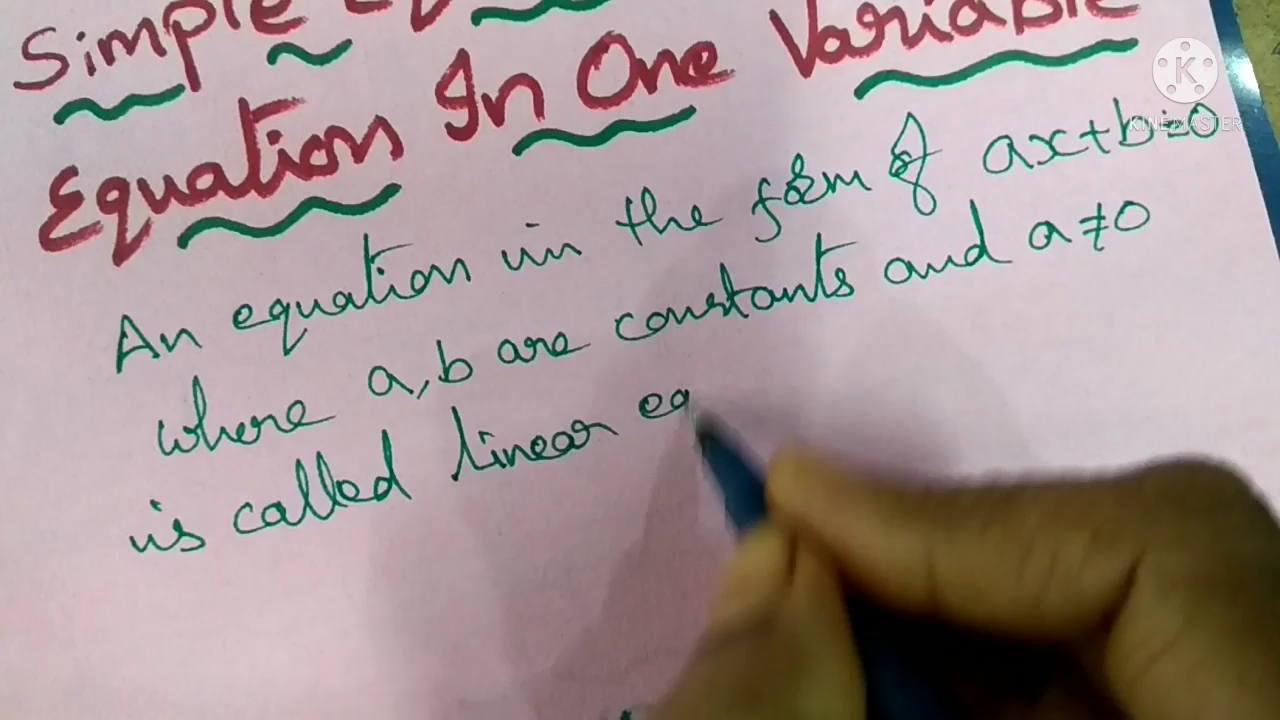 Simple
Equation In One Variable
An equation in the form of ax+b=0
where a, b are constants and a≠0
is called linear eq
K
KINEMASTER